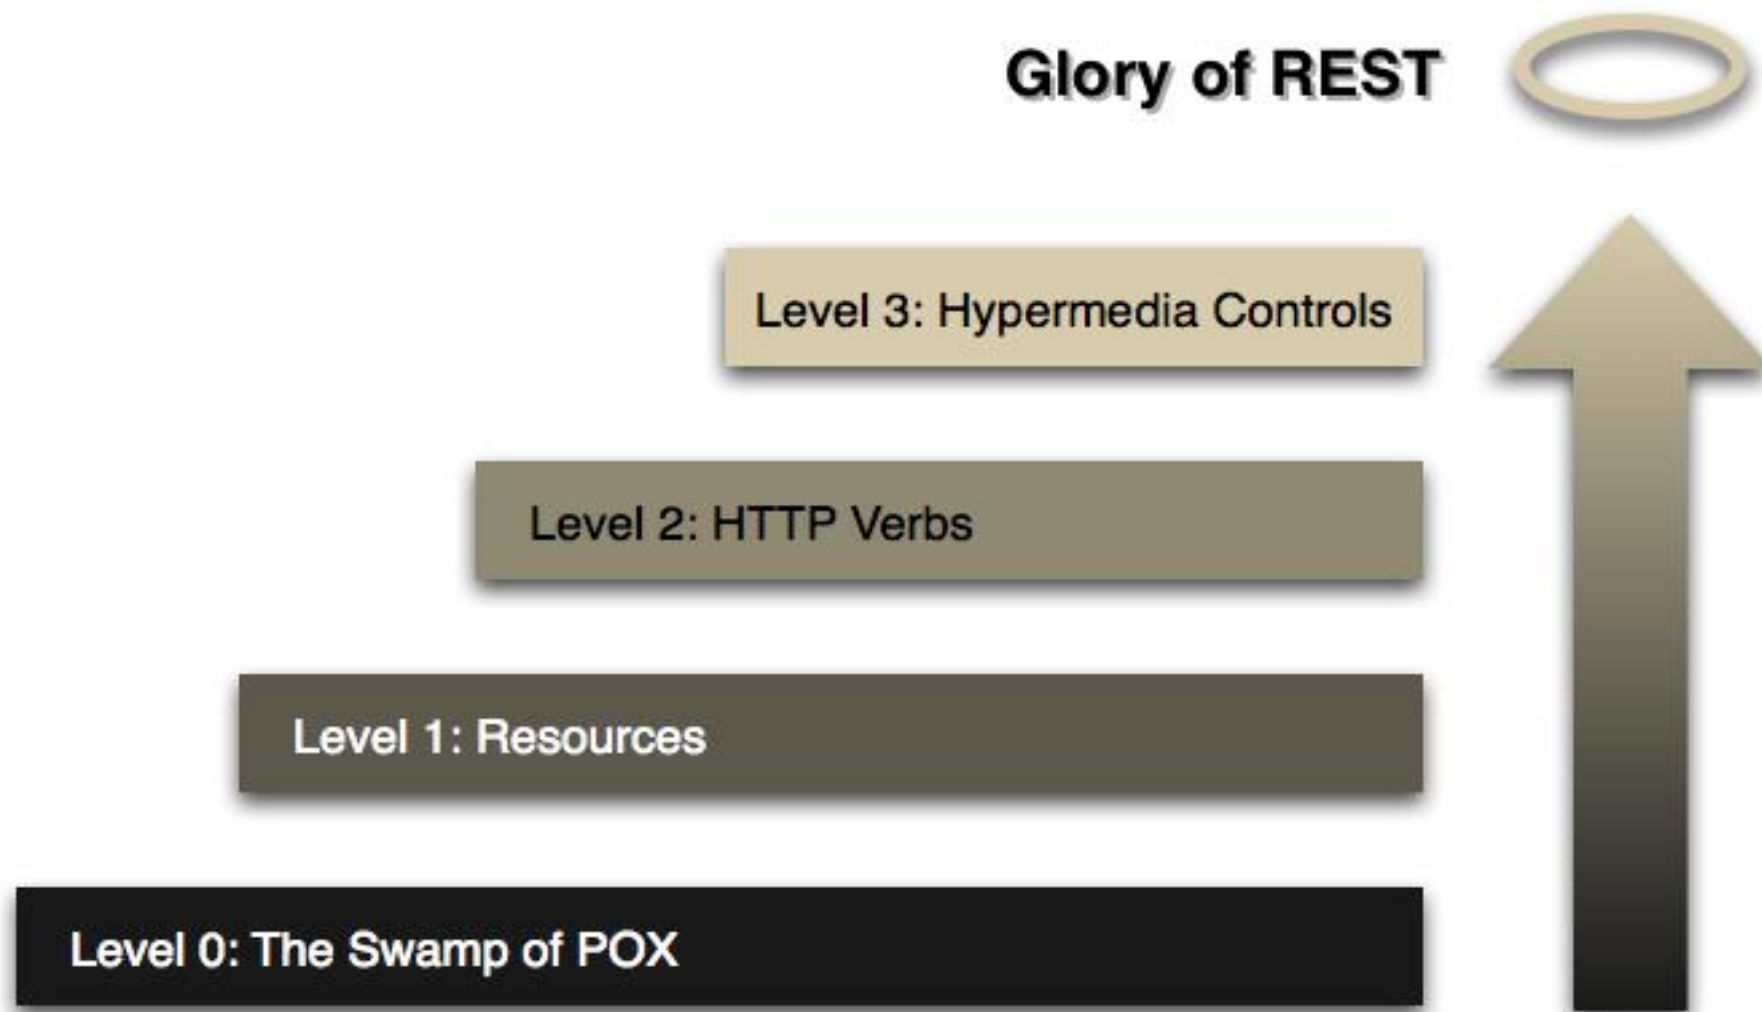 Glory of REST
Level 3: Hypermedia Controls
Level 2: HTTP Verbs
Level 1: Resources
Level 0: The Swamp of POX